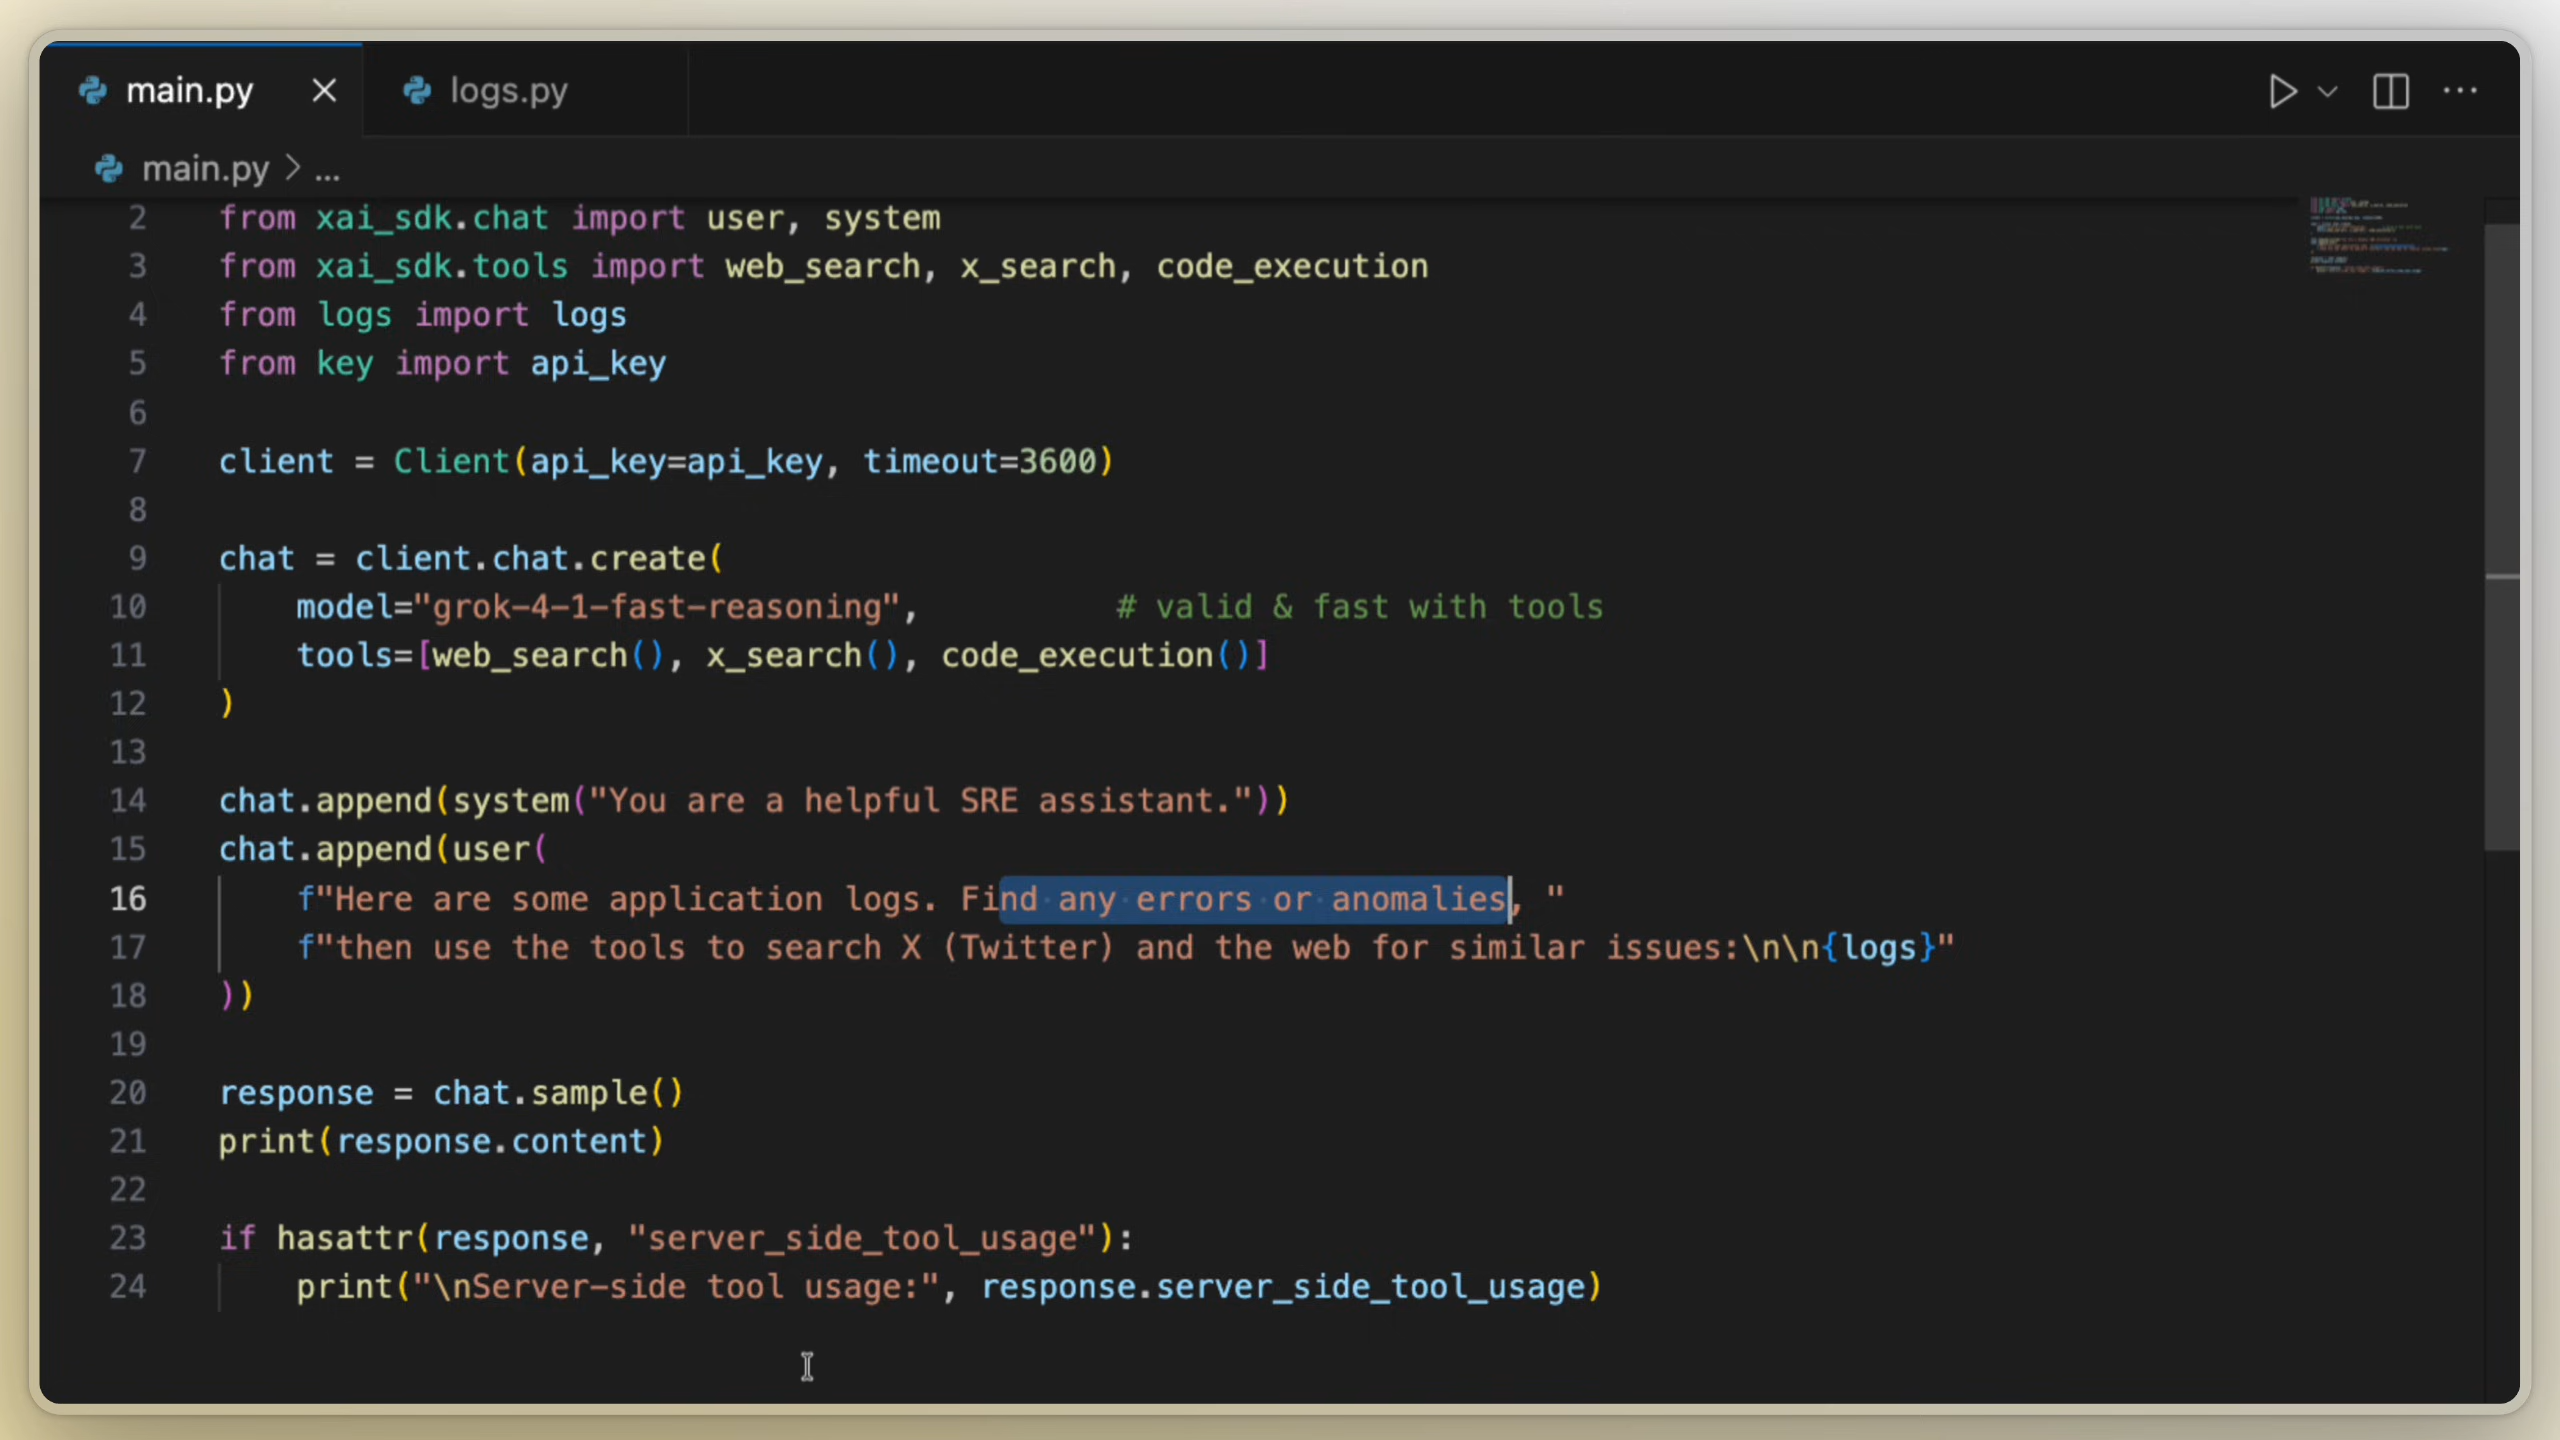 main.py
logs.py
main.py > ...
2 from xai_sdk.chat import user, system
3 from xai_sdk.tools import web_search, x_search, code_execution
4 from logs import logs
5 from key import api_key
6
7 client = Client(api_key=api_key, timeout=3600)
8
9 chat = client.chat.create(
10     model="grok-4-1-fast-reasoning",          # valid & fast with tools
11     tools=[web_search(), x_search(), code_execution()]
12 )
13
14 chat.append(system("You are a helpful SRE assistant."))
15 chat.append(user(
16     f"Here are some application logs. Find any errors or anomalies, "
17     f"then use the tools to search X (Twitter) and the web for similar issues:\n\n{logs}"
18 ))
19
20 response = chat.sample()
21 print(response.content)
22
23 if hasattr(response, "server_side_tool_usage"):
24     print("\nServer-side tool usage:", response.server_side_tool_usage)